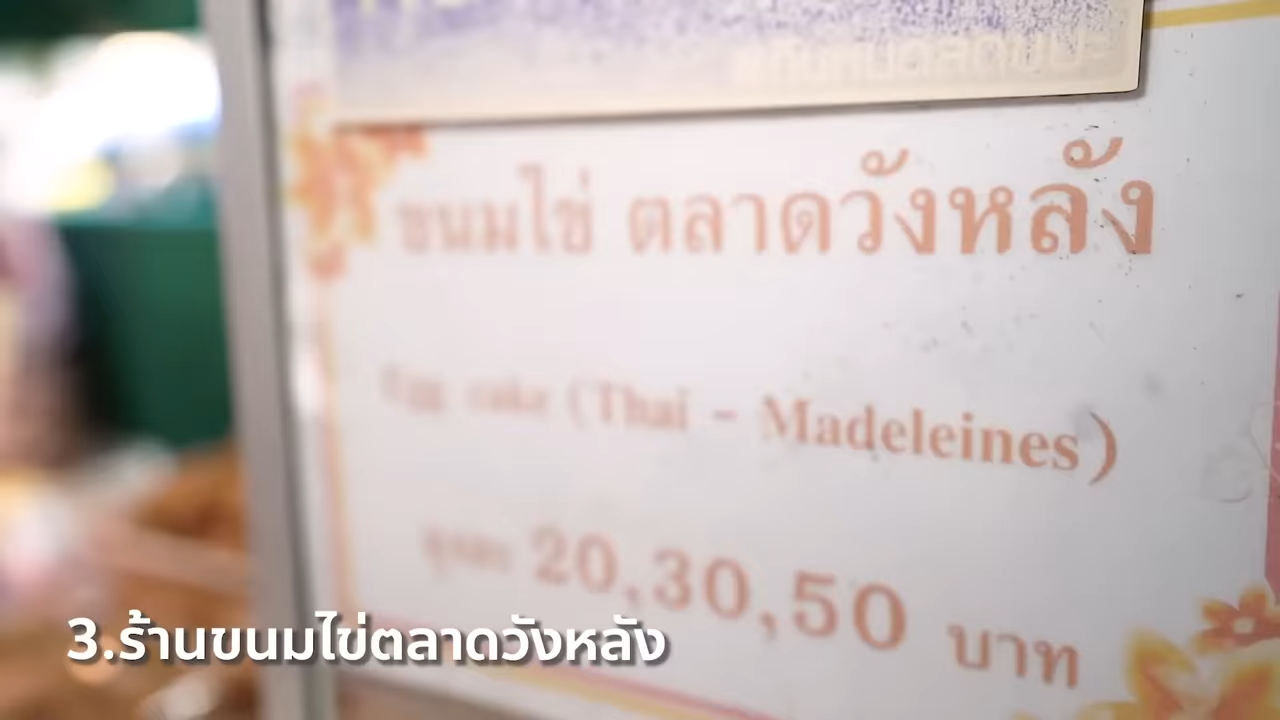 ขนมไข่ ตลาดวังหลัง
Egg cake (Thai - Madeleines)
20,30,50 บาท
3.ร้านขนมไข่ตลาดวังหลัง